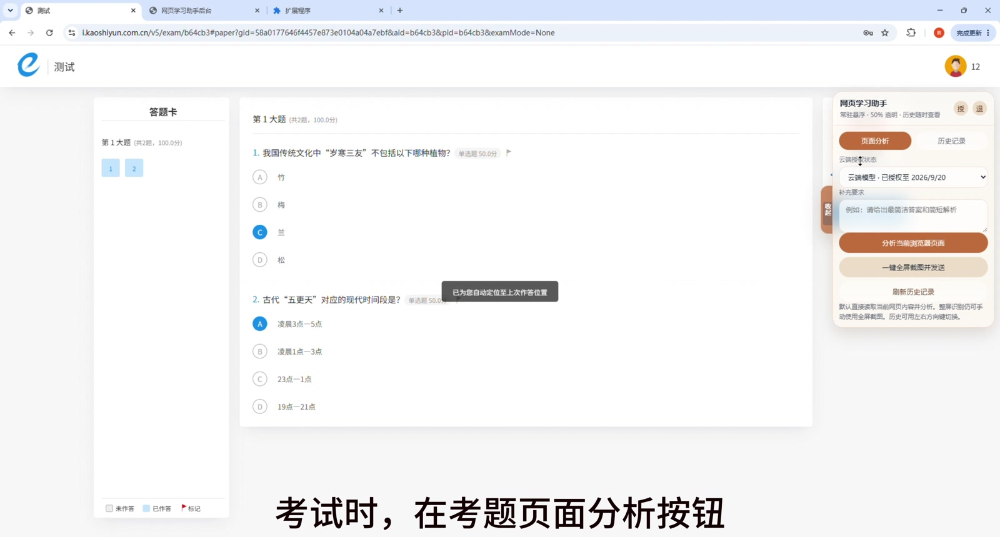 测试
网页学习助手后台
扩展程序
i.kaoshiyun.com.cn/v5/exam/b64cb3#paper?gid=58a0177646f4457e873e0104a04a7ebf&aid=b64cb3&pid=b64cb3&examMode=None
完成更新
测试
12
答题卡
第 1 大题 (共2题，100.0分)
1
2
未作答
已作答
标记
第 1 大题 (共2题，100.0分)
1. 我国传统文化中“岁寒三友”不包括以下哪种植物? 单选题 50.0分
A 竹
B 梅
C 兰
D 松
2. 古代“五更天”对应的现代时间段是? 单选题 50.0分
已为您自动定位至上次作答位置
A 凌晨3点—5点
B 凌晨1点—3点
C 23点—1点
D 19点—21点
收起
网页学习助手
常驻悬浮 · 50% 透明 · 历史随时查看
授
退
页面分析
历史记录
云端授权状态
云端模型 · 已授权至 2026/9/20
补充要求
例如：请给出最简洁答案和简短解析
分析当前浏览器页面
一键全屏截图并发送
刷新历史记录
默认直接读取当前网页内容并分析。整屏识别仍可手
动使用全屏截图。历史可用左右方向键切换。
考试时，在考题页面分析按钮